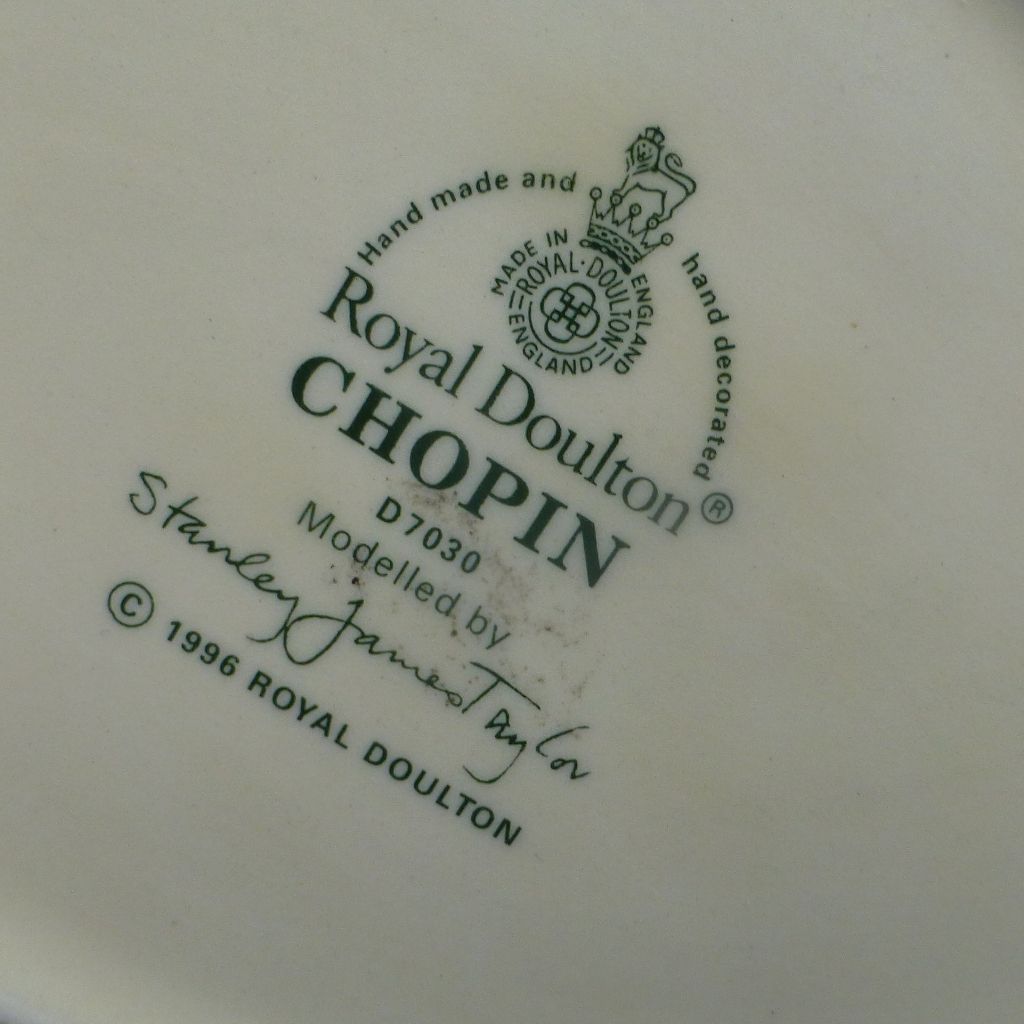 Hand made and hand decorated
MADE IN ENGLAND
ROYAL·DOULTON
ENGLAND
Royal Doulton ®
CHOPIN
D7030
Modelled by
Stanley James Taylor
© 1996 ROYAL DOULTON